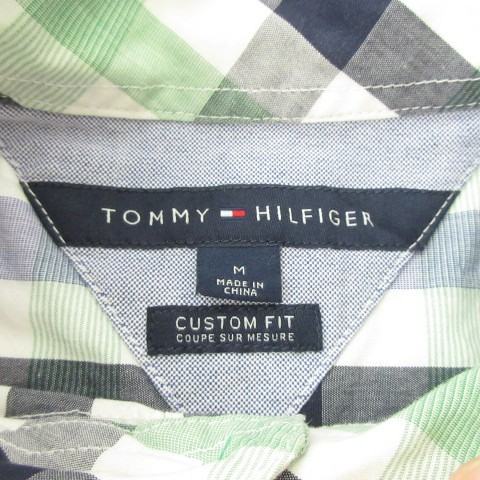 TOMMY HILFIGER
M
MADE IN
CHINA
CUSTOM FIT
COUPE SUR MESURE